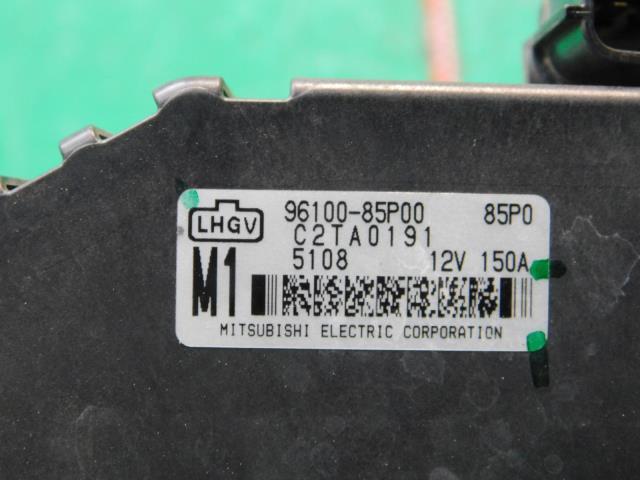 LHGV 96100-85P00 85P0
C2TA0191
M1 5108 12V 150A
MITSUBISHI ELECTRIC CORPORATION